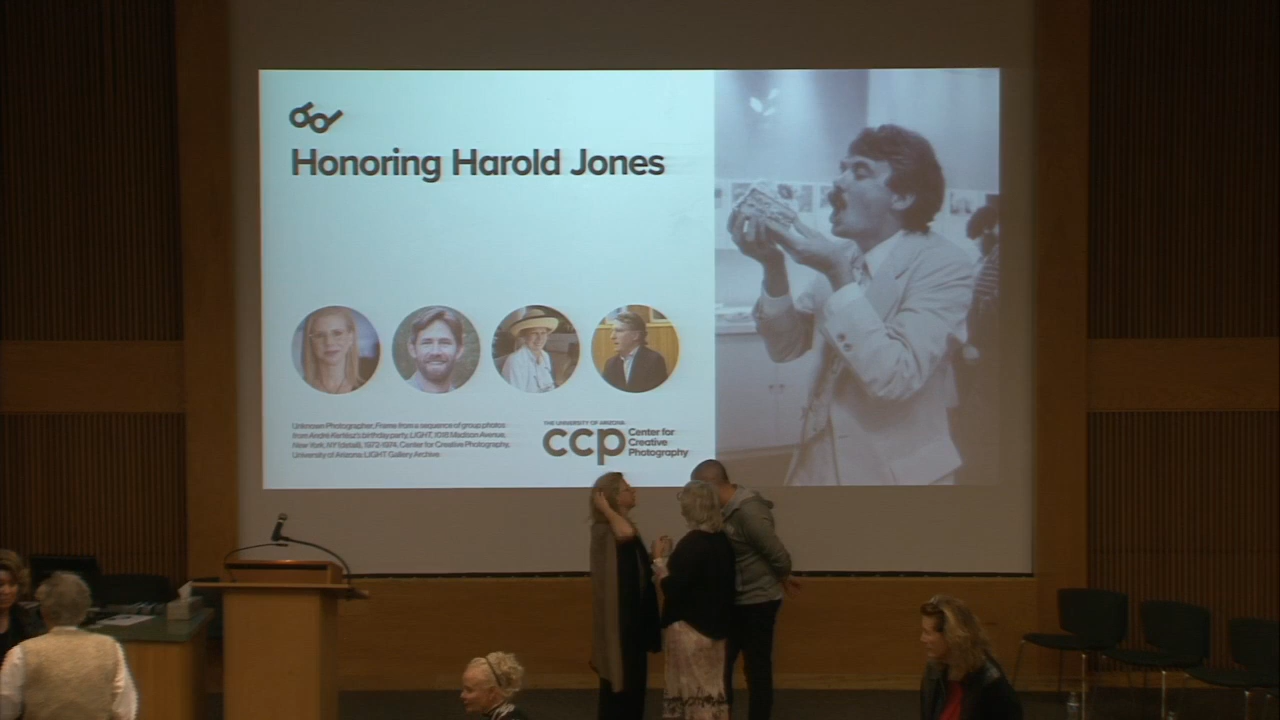 Honoring Harold Jones
Unknown Photographer, Frame from a sequence of group photos
from André Kertész's birthday party, LIGHT, 1018 Madison Avenue,
New York, NY (detail), 1972-1974, Center for Creative Photography,
University of Arizona: LIGHT Gallery Archive
THE UNIVERSITY OF ARIZONA
ccp
Center for
Creative
Photography